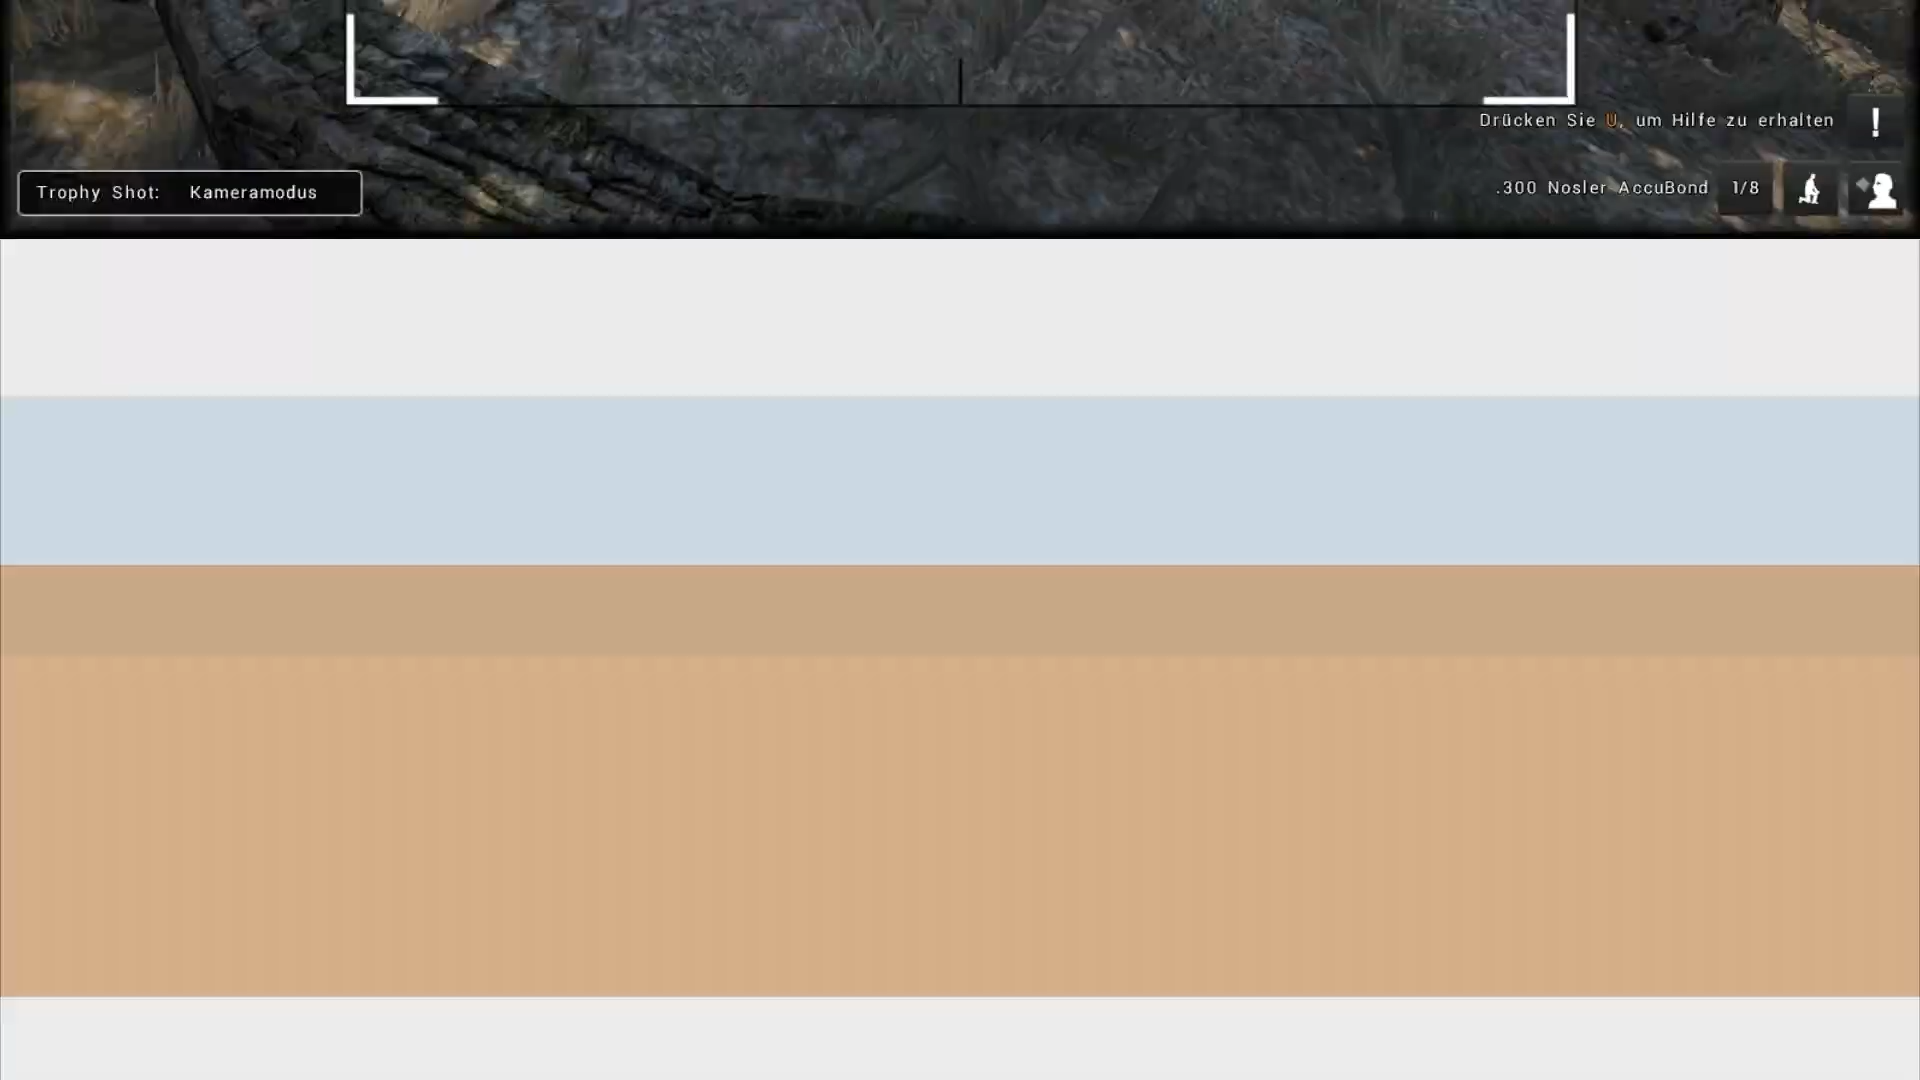 Drücken Sie U, um Hilfe zu erhalten !
Trophy Shot: Kameramodus
.300 Nosler AccuBond 1/8